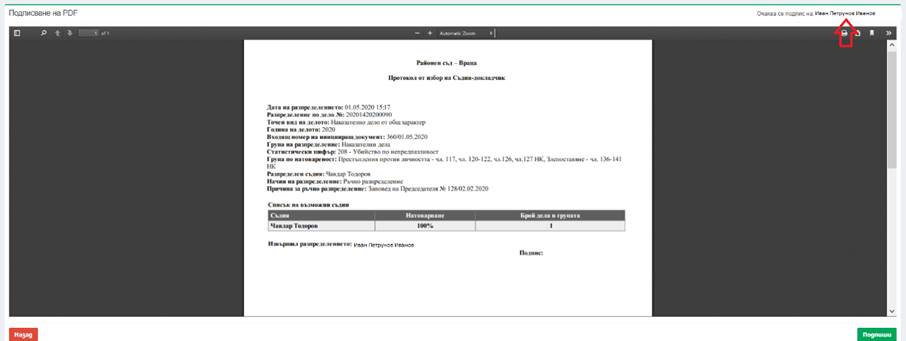 Подписване на PDF
Очаква се подпис на: Иван Петрунов Иванов
1 of 1
Automatic Zoom
Районен съд – Враца
Протокол от избор на Съдия-докладчик
Дата на разпределението: 01.05.2020 15:17
Разпределение по дело №: 20201420200090
Точен вид на делото: Наказателно дело от общ характер
Година на делото: 2020
Входящ номер на инициращ документ: 360/01.05.2020
Група на разпределение: Наказателни дела
Статистически шифър: 208 - Убийство по непредпазливост
Група по натовареност: Престъпления против личността - чл. 117, чл. 120-122, чл.126, чл.127 НК, Злепоставяне - чл. 136-141
НК
Разпределен съдия: Чавдар Тодоров
Начин на разпределение: Ръчно разпределение
Причина за ръчно разпределение: Заповед на Председателя № 128/02.02.2020
Списък на възможни съдии
Съдия Натоварване Брой дела в групата
Чавдар Тодоров 100% 1
Извършил разпределението: Иван Петрунов Иванов
Подпис:
Назад
Подпиши